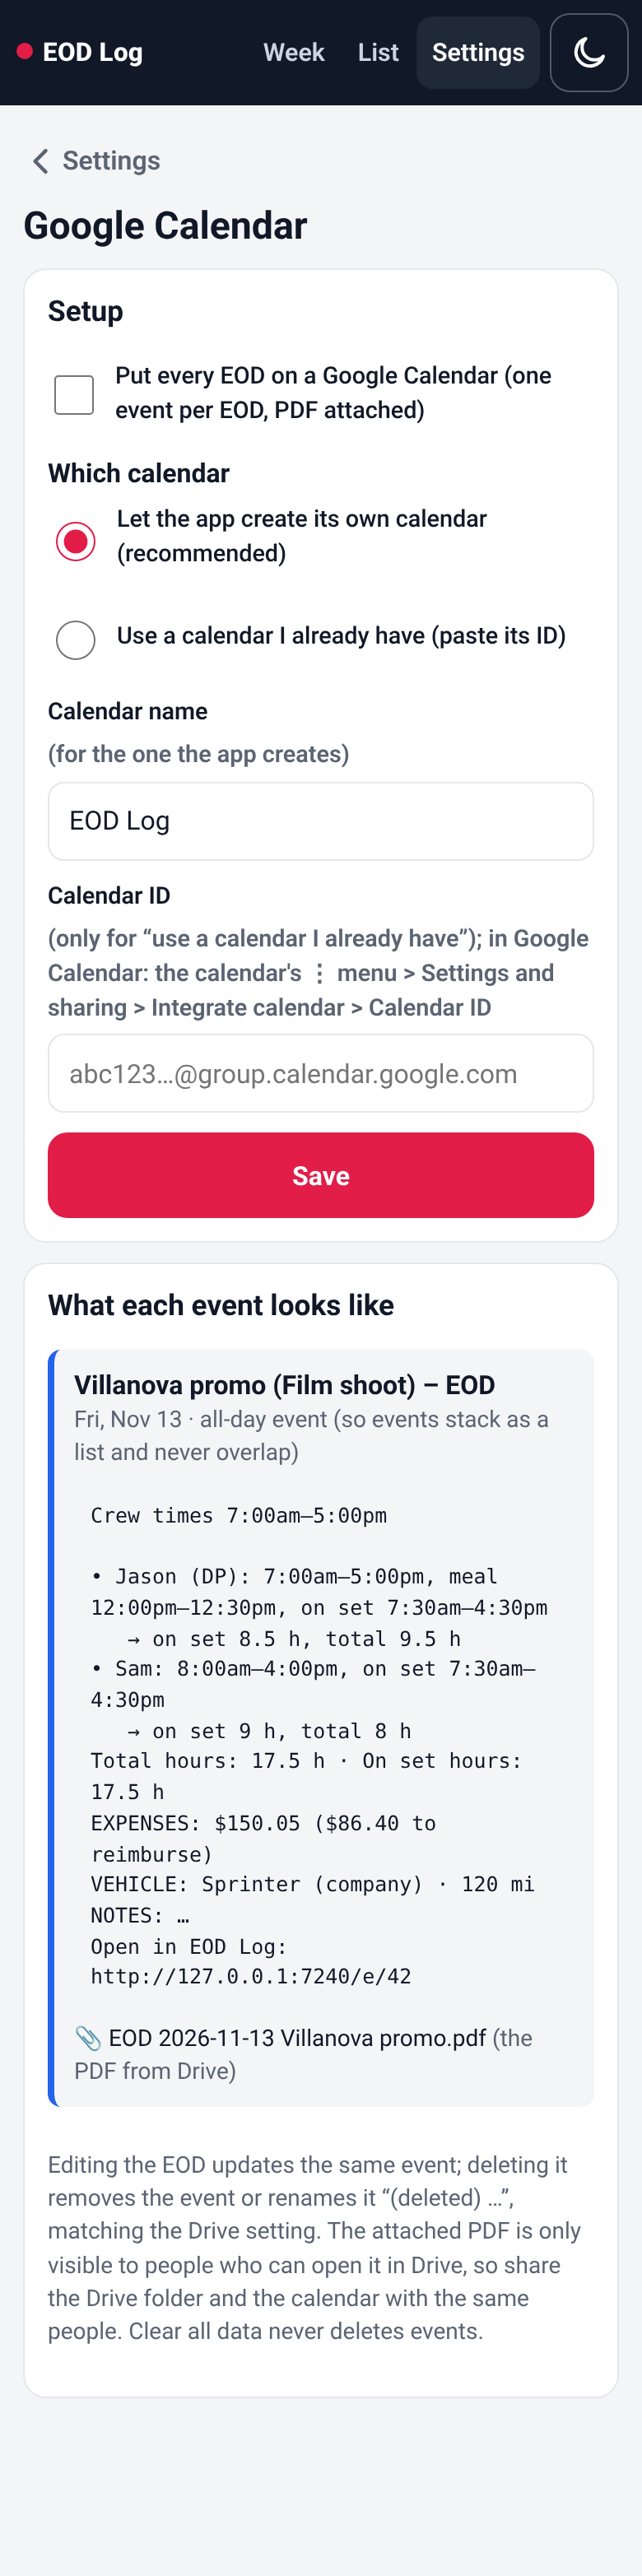 EOD Log
Week
List
Settings
Settings
Google Calendar
Setup
Put every EOD on a Google Calendar (one
event per EOD, PDF attached)
Which calendar
Let the app create its own calendar
(recommended)
Use a calendar I already have (paste its ID)
Calendar name
(for the one the app creates)
EOD Log
Calendar ID
(only for “use a calendar I already have”); in Google
Calendar: the calendar's ⋮ menu > Settings and
sharing > Integrate calendar > Calendar ID
abc123…@group.calendar.google.com
Save
What each event looks like
Villanova promo (Film shoot) – EOD
Fri, Nov 13 · all-day event (so events stack as a
list and never overlap)
Crew times 7:00am–5:00pm
• Jason (DP): 7:00am–5:00pm, meal
12:00pm–12:30pm, on set 7:30am–4:30pm
→ on set 8.5 h, total 9.5 h
• Sam: 8:00am–4:00pm, on set 7:30am–
4:30pm
→ on set 9 h, total 8 h
Total hours: 17.5 h · On set hours:
17.5 h
EXPENSES: $150.05 ($86.40 to
reimburse)
VEHICLE: Sprinter (company) · 120 mi
NOTES: …
Open in EOD Log:
http://127.0.0.1:7240/e/42
📎 EOD 2026-11-13 Villanova promo.pdf (the
PDF from Drive)
Editing the EOD updates the same event; deleting it
removes the event or renames it “(deleted) …”,
matching the Drive setting. The attached PDF is only
visible to people who can open it in Drive, so share
the Drive folder and the calendar with the same
people. Clear all data never deletes events.